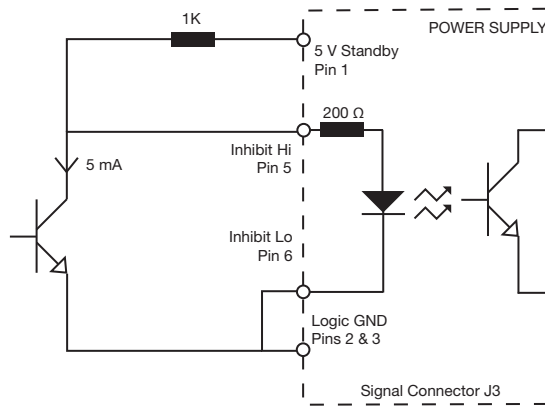 1K
POWER SUPPLY
5 V Standby
Pin 1
200 Ω
Inhibit Hi
Pin 5
5 mA
Inhibit Lo
Pin 6
Logic GND
Pins 2 & 3
Signal Connector J3